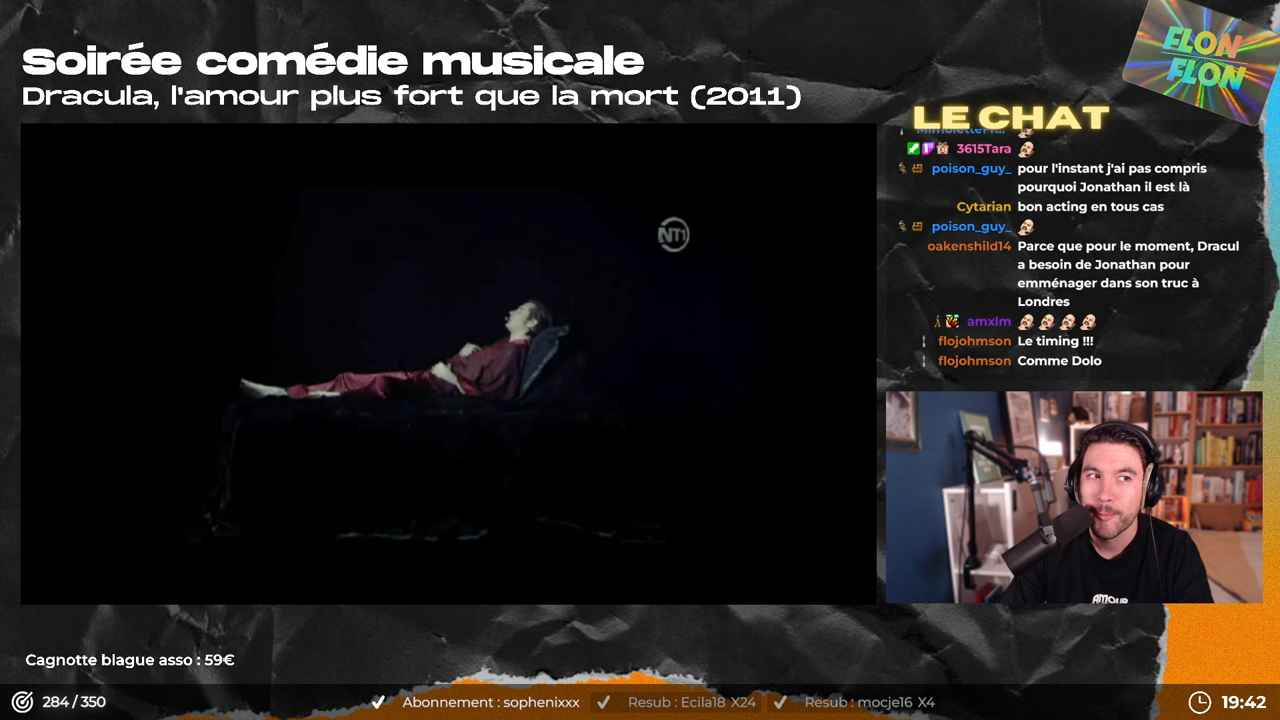 Soirée comédie musicale
Dracula, l'amour plus fort que la mort (2011)
FLON
FLON
LE CHAT
NT1
3615Tara
poison_guy_ pour l'instant j'ai pas compris
pourquoi Jonathan il est là
Cytarian bon acting en tous cas
poison_guy_
oakenshild14 Parce que pour le moment, Dracul
a besoin de Jonathan pour
emménager dans son truc à
Londres
amxlm
flojohmson Le timing !!!
flojohmson Comme Dolo
AMOUR
Cagnotte blague asso : 59€
284 / 350
Abonnement : sophenixxx
Resub : Ecila18 X24
Resub : mocje16 X4
19:42